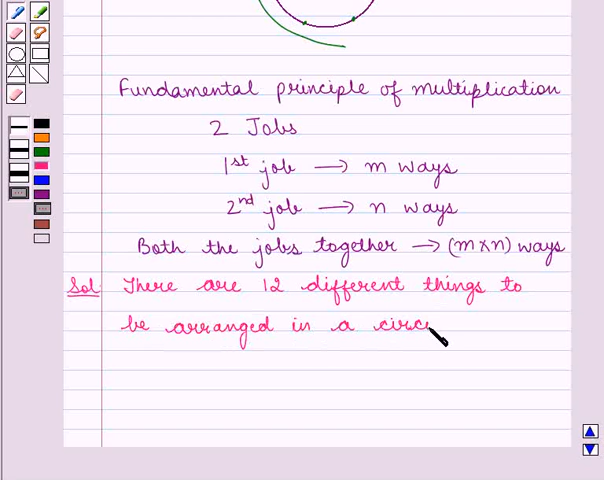 Fundamental principle of multiplication
2 Jobs
1st job → m ways
2nd job → n ways
Both the jobs together → (m×n) ways
Sol: There are 12 different things to
be arranged in a circ